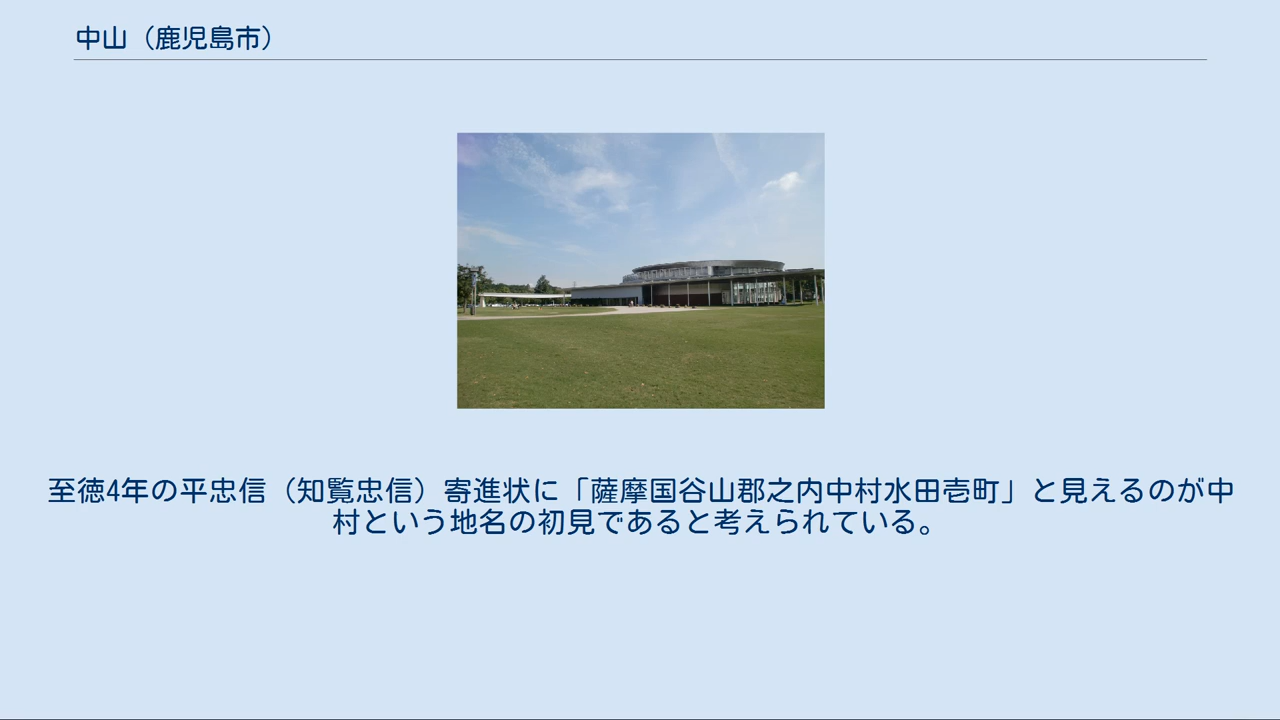 中山（鹿児島市）
至徳4年の平忠信（知覧忠信）寄進状に「薩摩国谷山郡之内中村水田壱町」と見えるのが中
村という地名の初見であると考えられている。